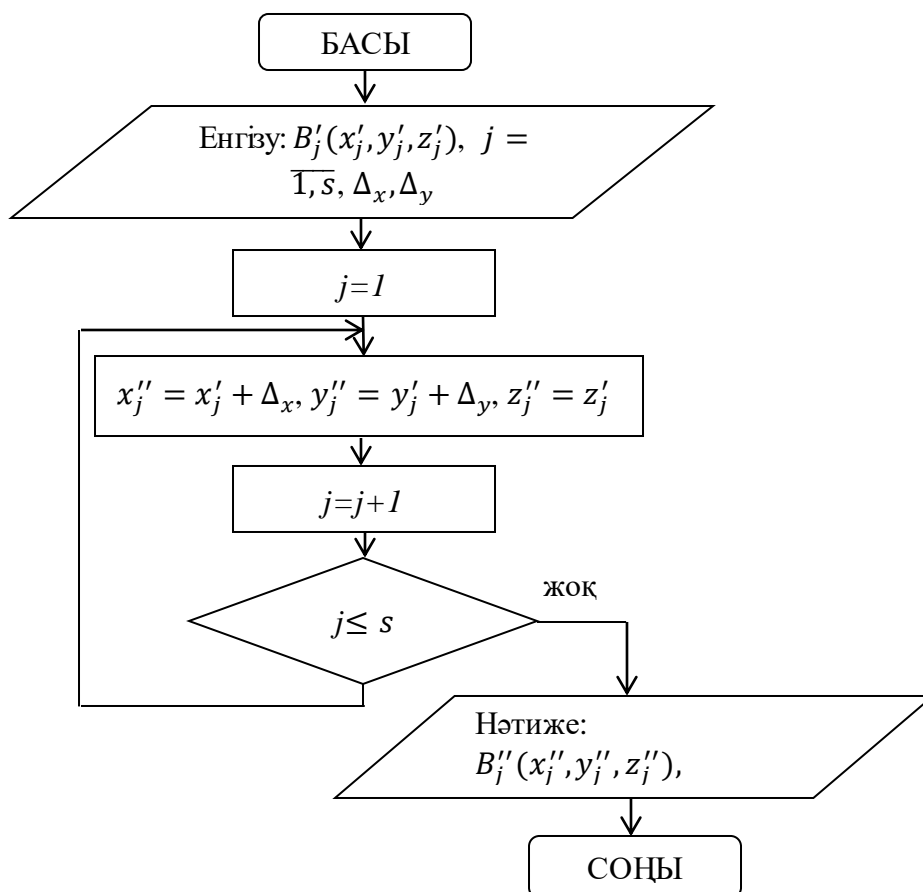 БАСЫ
Енгізу: B′ⱼ(x′ⱼ, y′ⱼ, z′ⱼ), j =
1, s̅, Δₓ, Δᵧ
j=1
x″ⱼ = x′ⱼ + Δₓ, y″ⱼ = y′ⱼ + Δᵧ, z″ⱼ = z′ⱼ
j=j+1
j≤ s
жоқ
Нәтиже:
B″ⱼ(x″ⱼ, y″ⱼ, z″ⱼ),
СОҢЫ